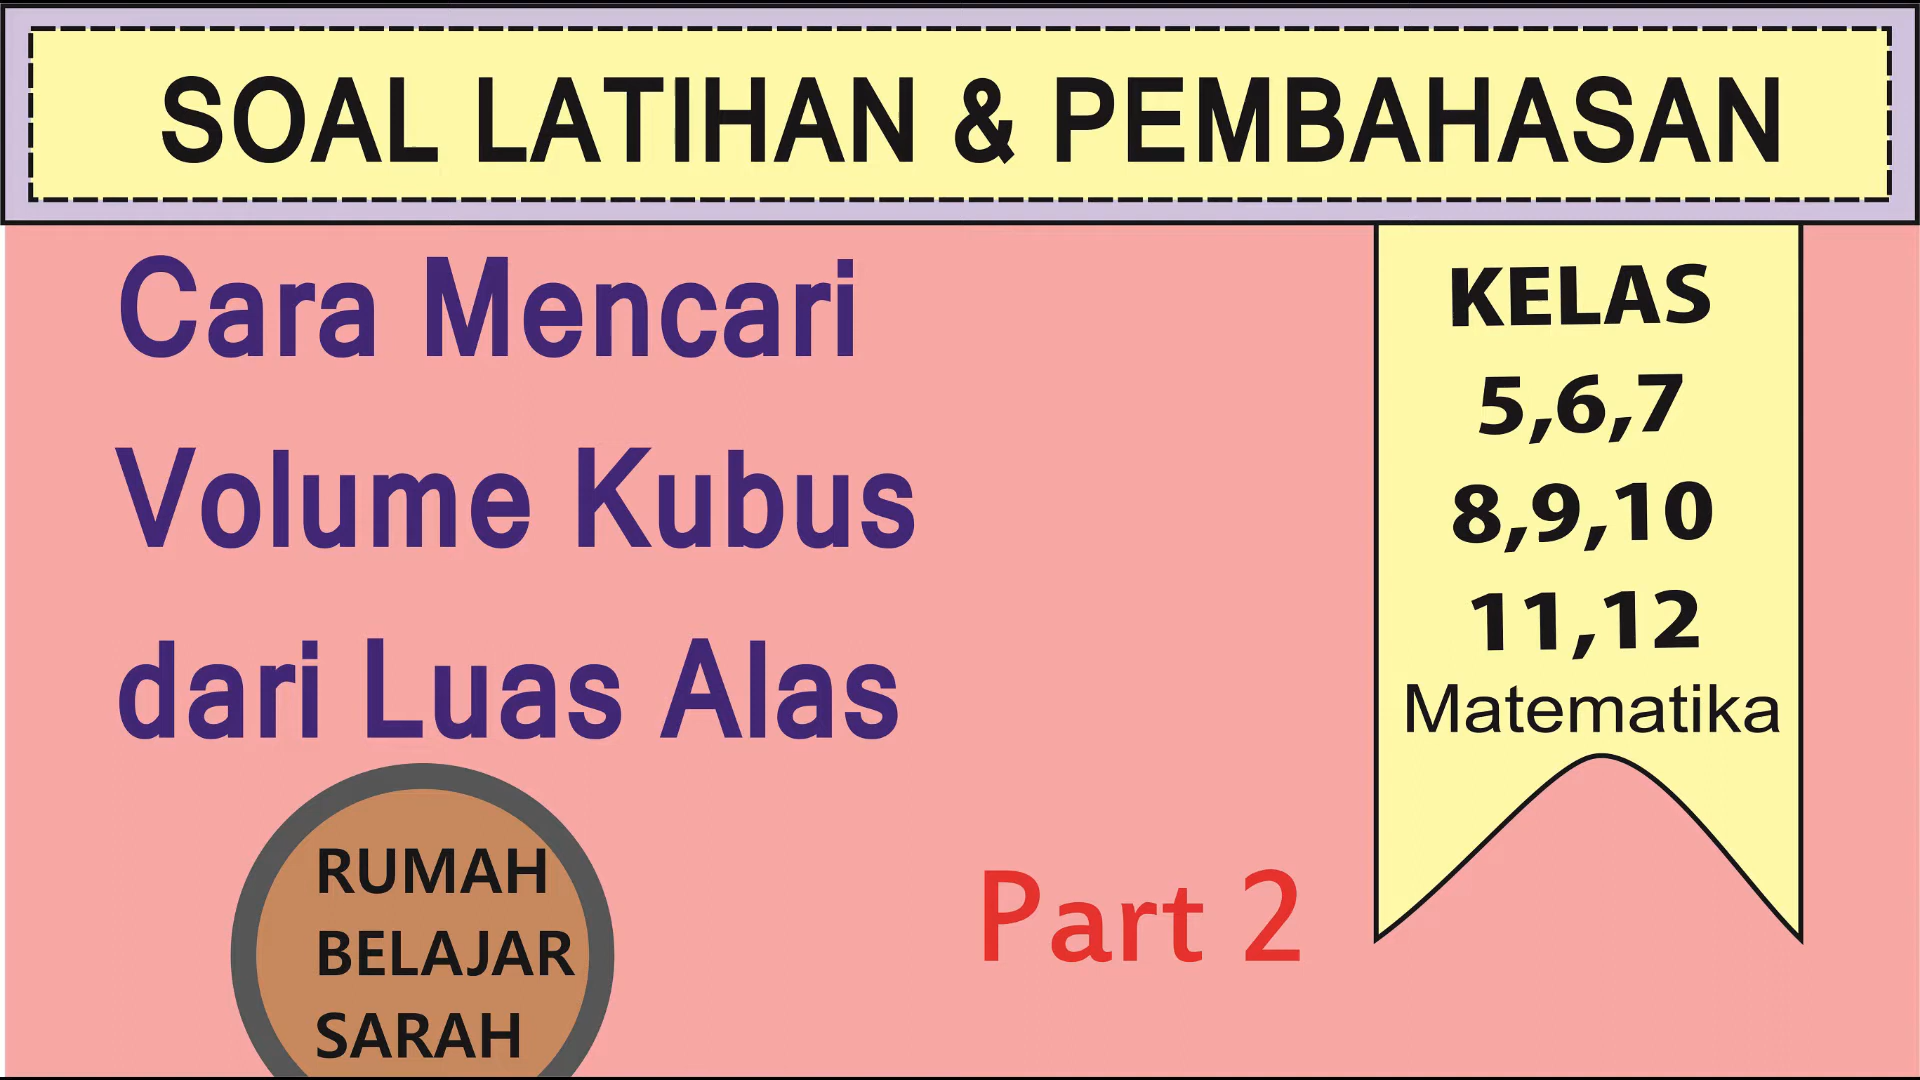 SOAL LATIHAN & PEMBAHASAN
Cara Mencari
Volume Kubus
dari Luas Alas
KELAS
5,6,7
8,9,10
11,12
Matematika
Part 2
RUMAH
BELAJAR
SARAH